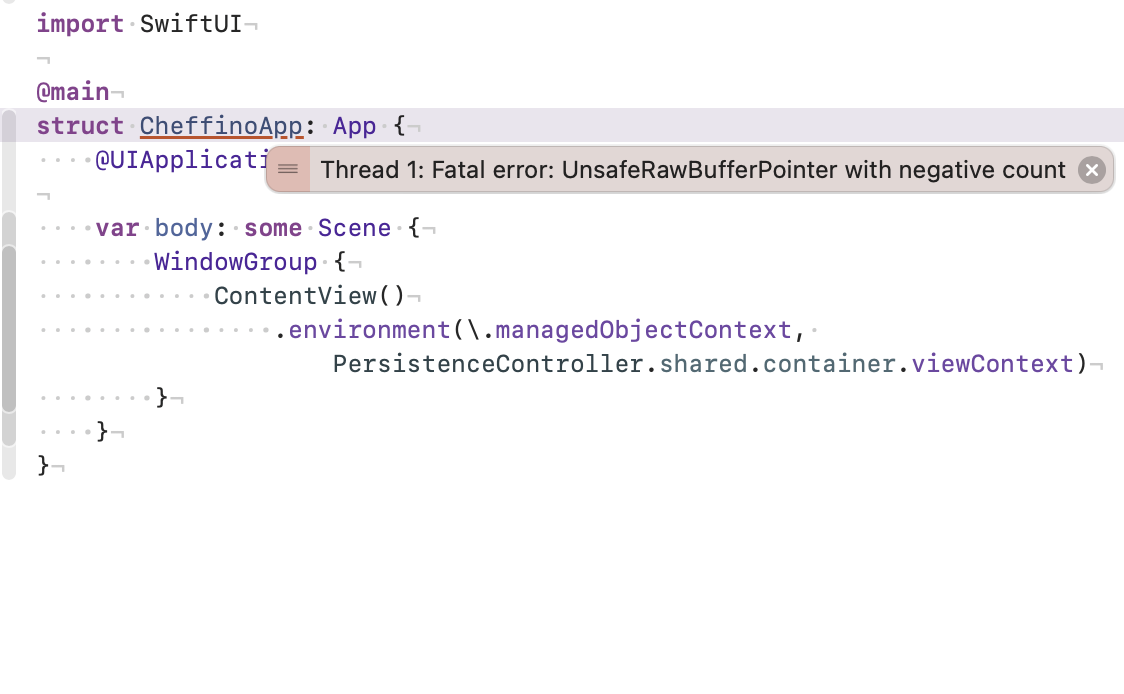 import SwiftUI
@main
struct CheffinoApp: App {
@UIApplicati
Thread 1: Fatal error: UnsafeRawBufferPointer with negative count
var body: some Scene {
WindowGroup {
ContentView()
.environment(\.managedObjectContext,
PersistenceController.shared.container.viewContext)
}
}
}